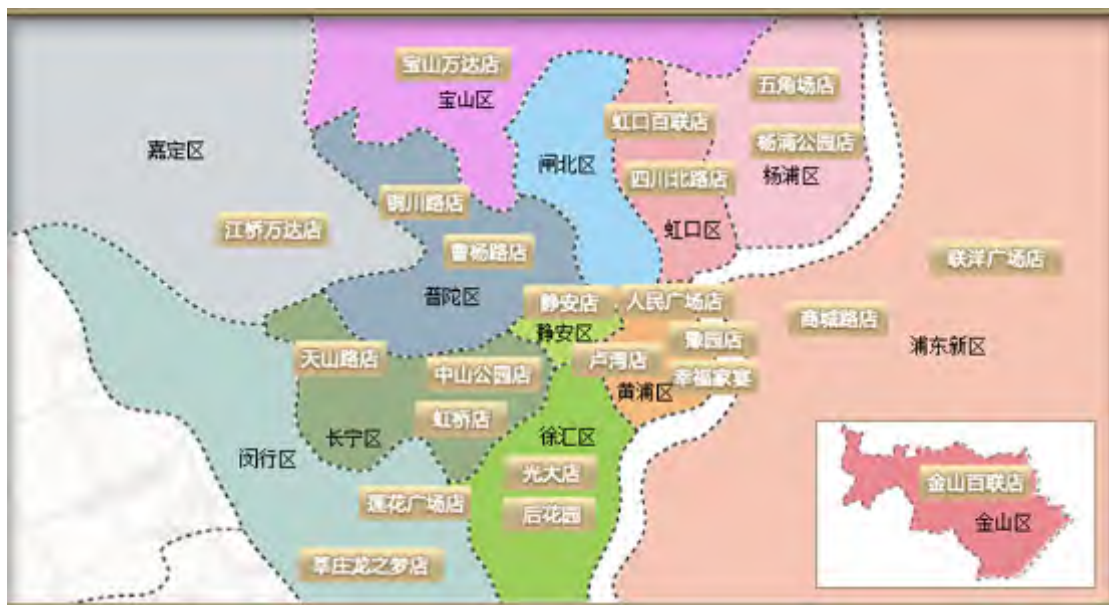 宝山万达店
宝山区
五角场店
虹口百联店
杨浦公园店
杨浦区
嘉定区
闸北区
四川北路店
虹口区
铜川路店
江桥万达店
曹杨路店
普陀区
联洋广场店
静安店
人民广场店
静安区
豫园店
商城路店
浦东新区
天山路店
中山公园店
卢湾店
幸福家宴
黄浦区
虹桥店
长宁区
徐汇区
闵行区
光大店
莲花广场店
后花园
莘庄龙之梦店
金山百联店
金山区